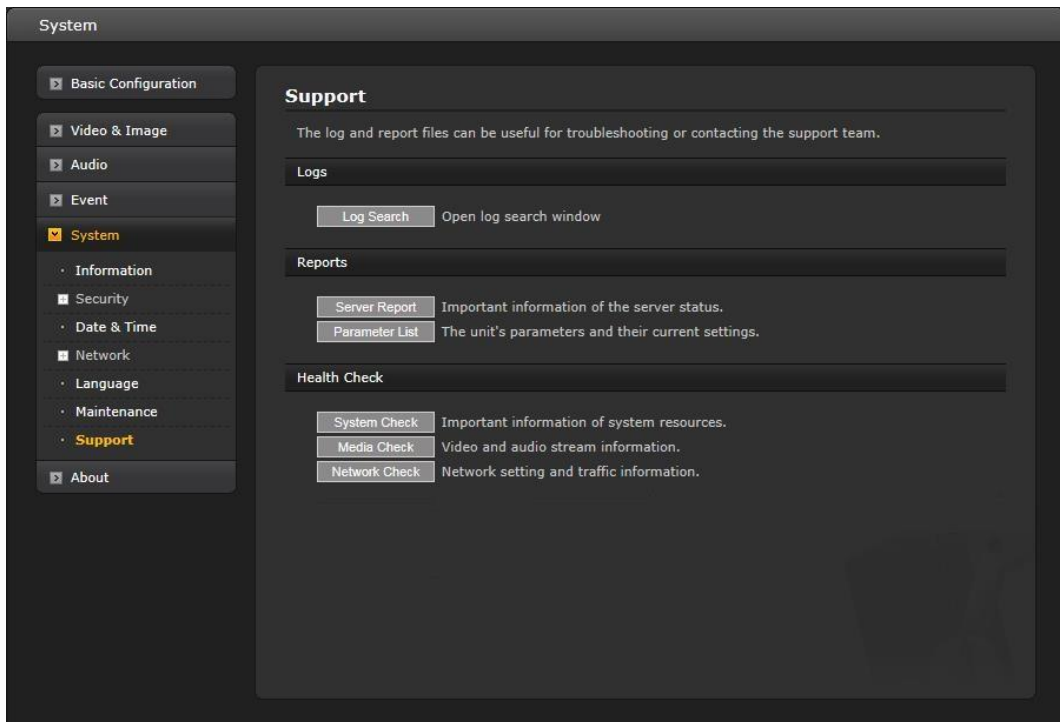 System
Basic Configuration
Video & Image
Audio
Event
System
Information
Security
Date & Time
Network
Language
Maintenance
Support
About
Support
The log and report files can be useful for troubleshooting or contacting the support team.
Logs
Log Search Open log search window
Reports
Server Report Important information of the server status.
Parameter List The unit's parameters and their current settings.
Health Check
System Check Important information of system resources.
Media Check Video and audio stream information.
Network Check Network setting and traffic information.